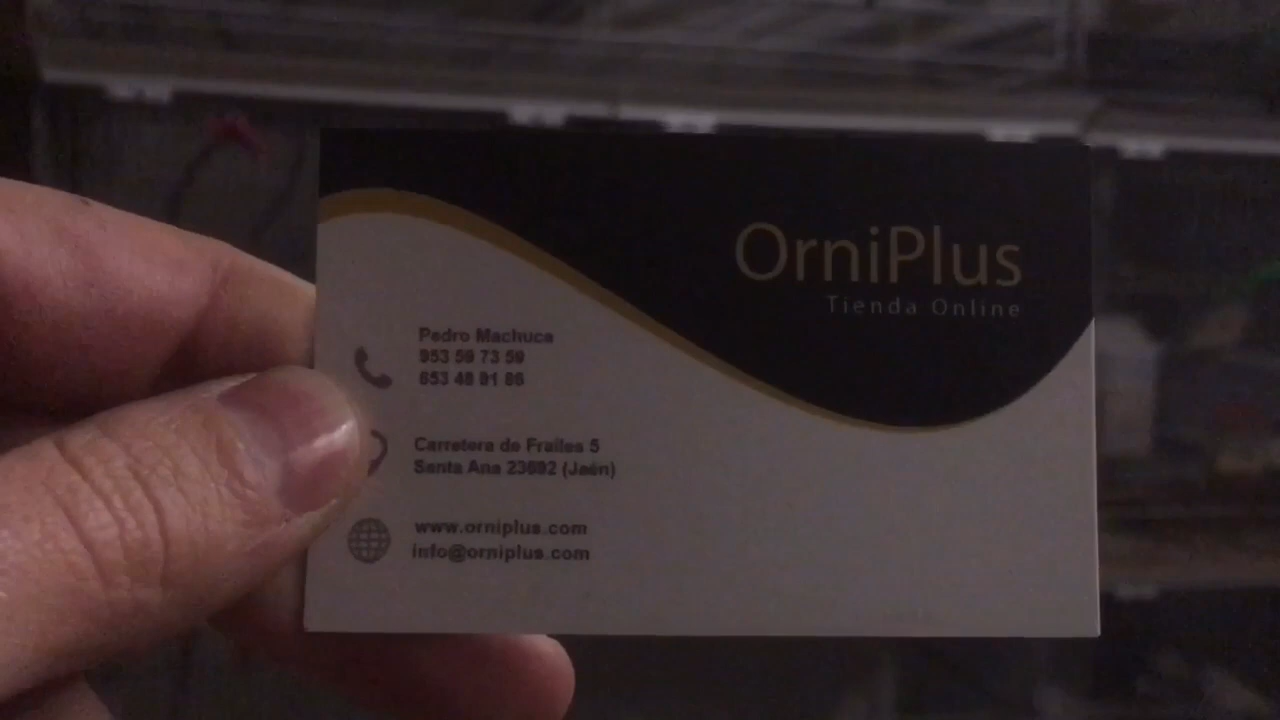 OrniPlus
Tienda Online
Pedro Machuca
953 59 73 59
653 48 91 86
Carretera de Frailes 5
Santa Ana 23692 (Jaén)
www.orniplus.com
info@orniplus.com